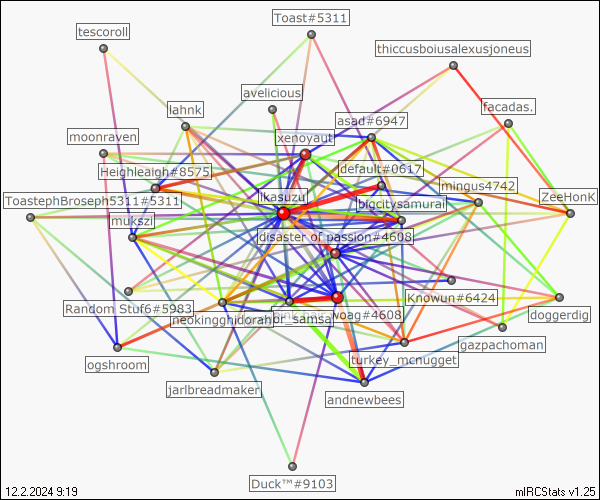 Toast#5311
tescoroll
thiccusboiusalexusjoneus
avelicious
lahnk
facadas.
asad#6947
moonraven
xenoyaut
Heighleaigh#8575
default#0617
mingus4742
ikasuzu
ToastephBroseph5311#5311
bigcitysamurai
ZeeHonK
mukszi
disaster of passion#4608
Random Stuf6#5983
Knowun#6424
neokingghidorah
or_samsa
woag#4608
doggerdig
gazpachoman
ogshroom
turkey_mcnugget
jarlbreadmaker
andnewbees
Duck™#9103
12.2.2024 9:19
mIRCStats v1.25